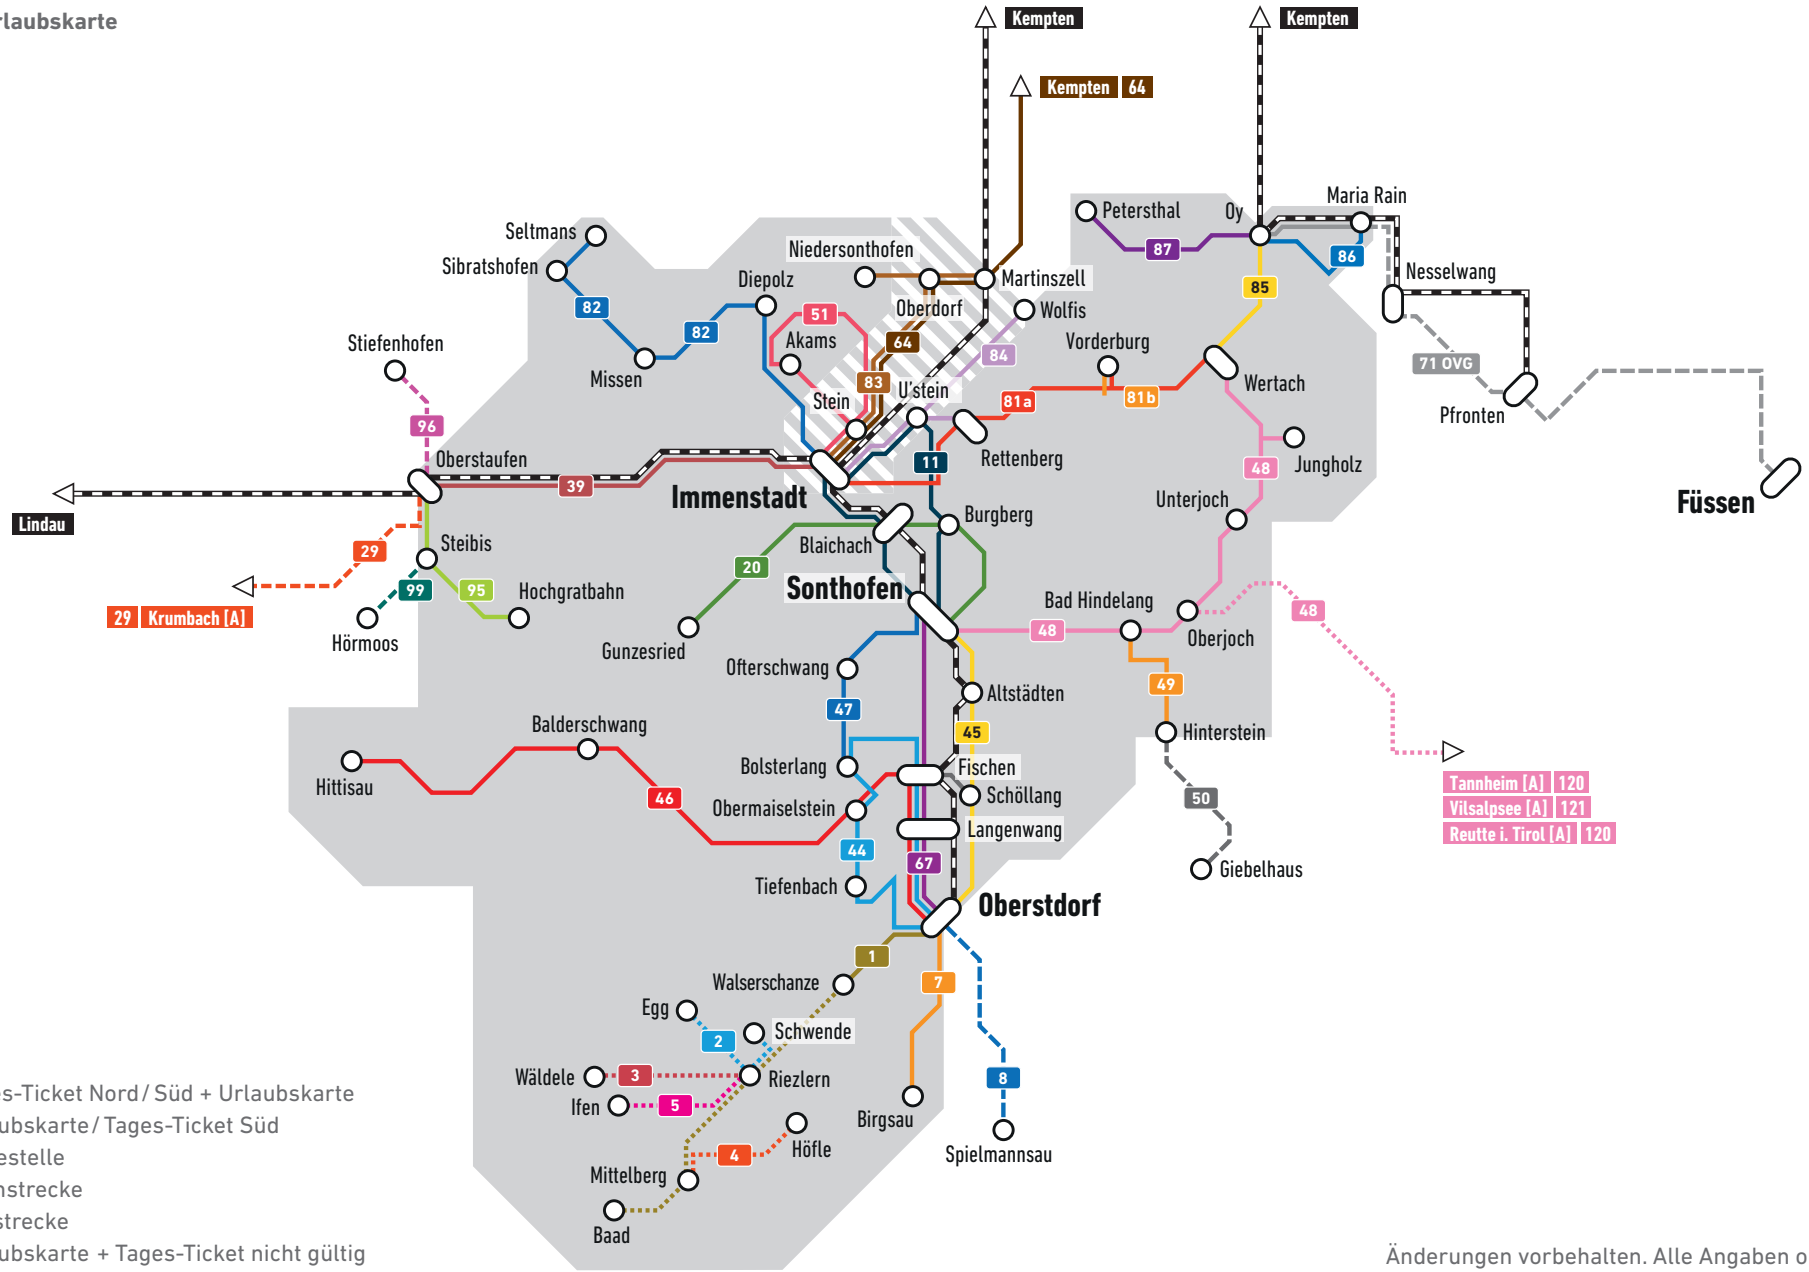 rlaubskarte
Kempten
Kempten
Kempten 64
Maria Rain
Petersthal
Oy
Seltmans
87
86
Niedersonthofen
Sibratshofen
Nesselwang
Diepolz
Martinszell
85
82
51
Oberdorf
Wolfis
82
Akams
64
84
Vorderburg
Stiefenhofen
71 OVG
Missen
83
U'stein
Wertach
Stein
81a
81b
Pfronten
96
Oberstaufen
Rettenberg
11
48
Jungholz
39
Immenstadt
Unterjoch
Füssen
Lindau
Burgberg
Blaichach
Steibis
29
20
99
95
Hochgratbahn
Sonthofen
Bad Hindelang
48
29 Krumbach [A]
Hörmoos
48
Oberjoch
Gunzesried
Ofterschwang
49
Altstädten
47
Balderschwang
45
Hinterstein
Bolsterlang
Fischen
Hittisau
46
Schöllang
50
Obermaiselstein
Tannheim [A] 120
Vilsalpsee [A] 121
Reutte i. Tirol [A] 120
Langenwang
44
67
Giebelhaus
Tiefenbach
Oberstdorf
1
Walserschanze
7
Egg
Schwende
2
Wäldele
3
Riezlern
8
Ifen
5
Birgsau
Höfle
4
Spielmannsau
Mittelberg
Baad
es-Ticket Nord / Süd + Urlaubskarte
ubskarte / Tages-Ticket Süd
estelle
nstrecke
strecke
ubskarte + Tages-Ticket nicht gültig
Änderungen vorbehalten. Alle Angaben o